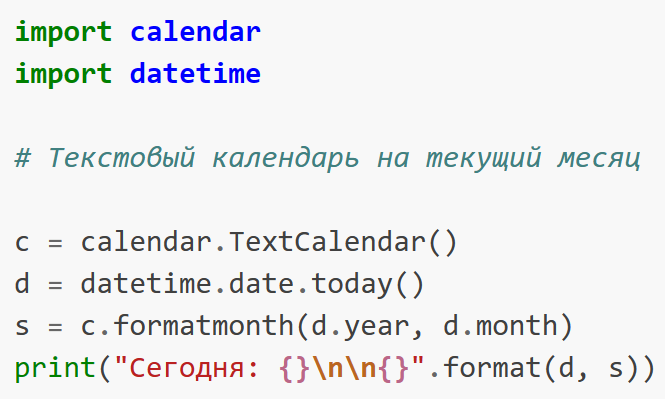 import calendar
import datetime
# Текстовый календарь на текущий месяц
c = calendar.TextCalendar()
d = datetime.date.today()
s = c.formatmonth(d.year, d.month)
print("Сегодня: {}\n\n{}".format(d, s))